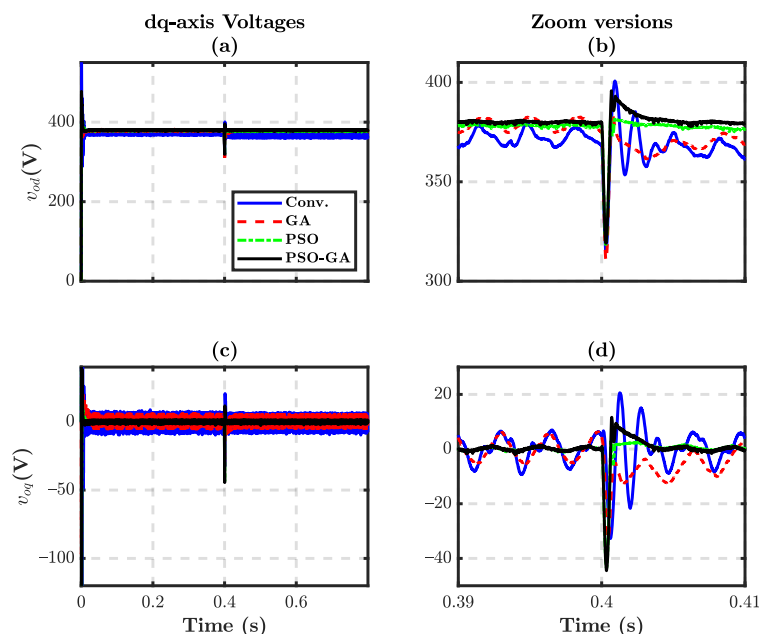 dq-axis Voltages
(a)
Zoom versions
(b)
v_od(V)
400
200
0
Conv.
GA
PSO
PSO-GA
400
350
300
(c)
(d)
v_oq(V)
0
−50
−100
0
0.2
0.4
0.6
Time (s)
20
0
−20
−40
0.39
0.4
0.41
Time (s)